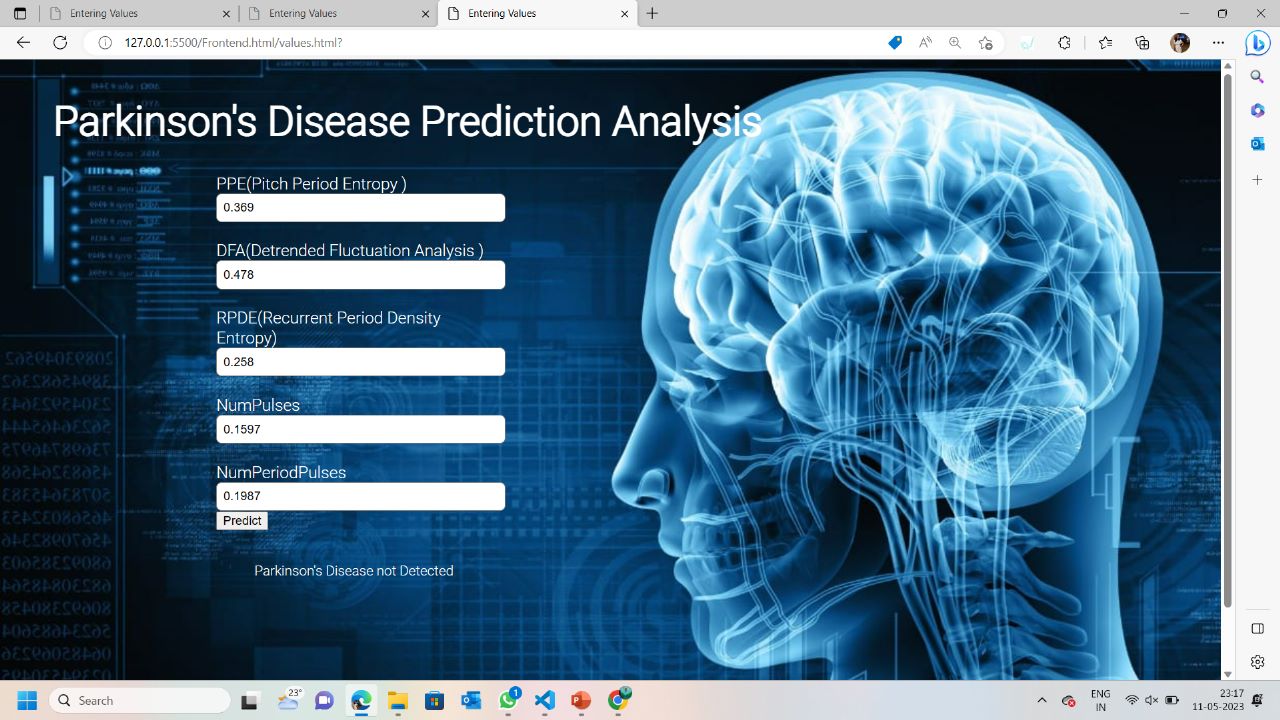 Entering Values
Entering Values
Entering Values
127.0.0.1:5500/Frontend.html/values.html?
Parkinson's Disease Prediction Analysis
PPE(Pitch Period Entropy )
0.369
DFA(Detrended Fluctuation Analysis )
0.478
RPDE(Recurrent Period Density
Entropy)
0.258
NumPulses
0.1597
NumPeriodPulses
0.1987
Predict
Parkinson's Disease not Detected
Search
23°
1
ENG
IN
23:17
11-05-2023